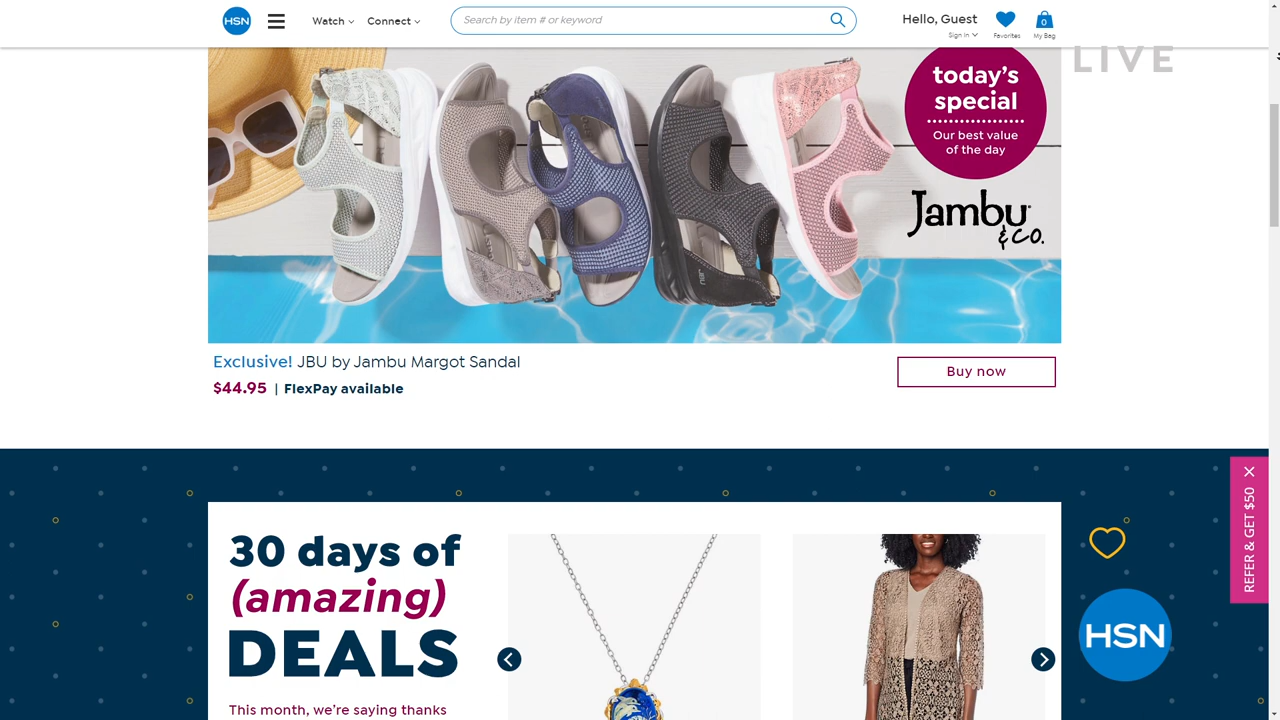 HSN
Watch
Connect
Search by item # or keyword
Hello, Guest
Sign In
Favorites
0
My Bag
LIVE
today's
special
Our best value
of the day
Jambu
& CO.
Exclusive! JBU by Jambu Margot Sandal
$44.95 | FlexPay available
Buy now
REFER & GET $50
30 days of
(amazing)
DEALS
This month, we're saying thanks
HSN